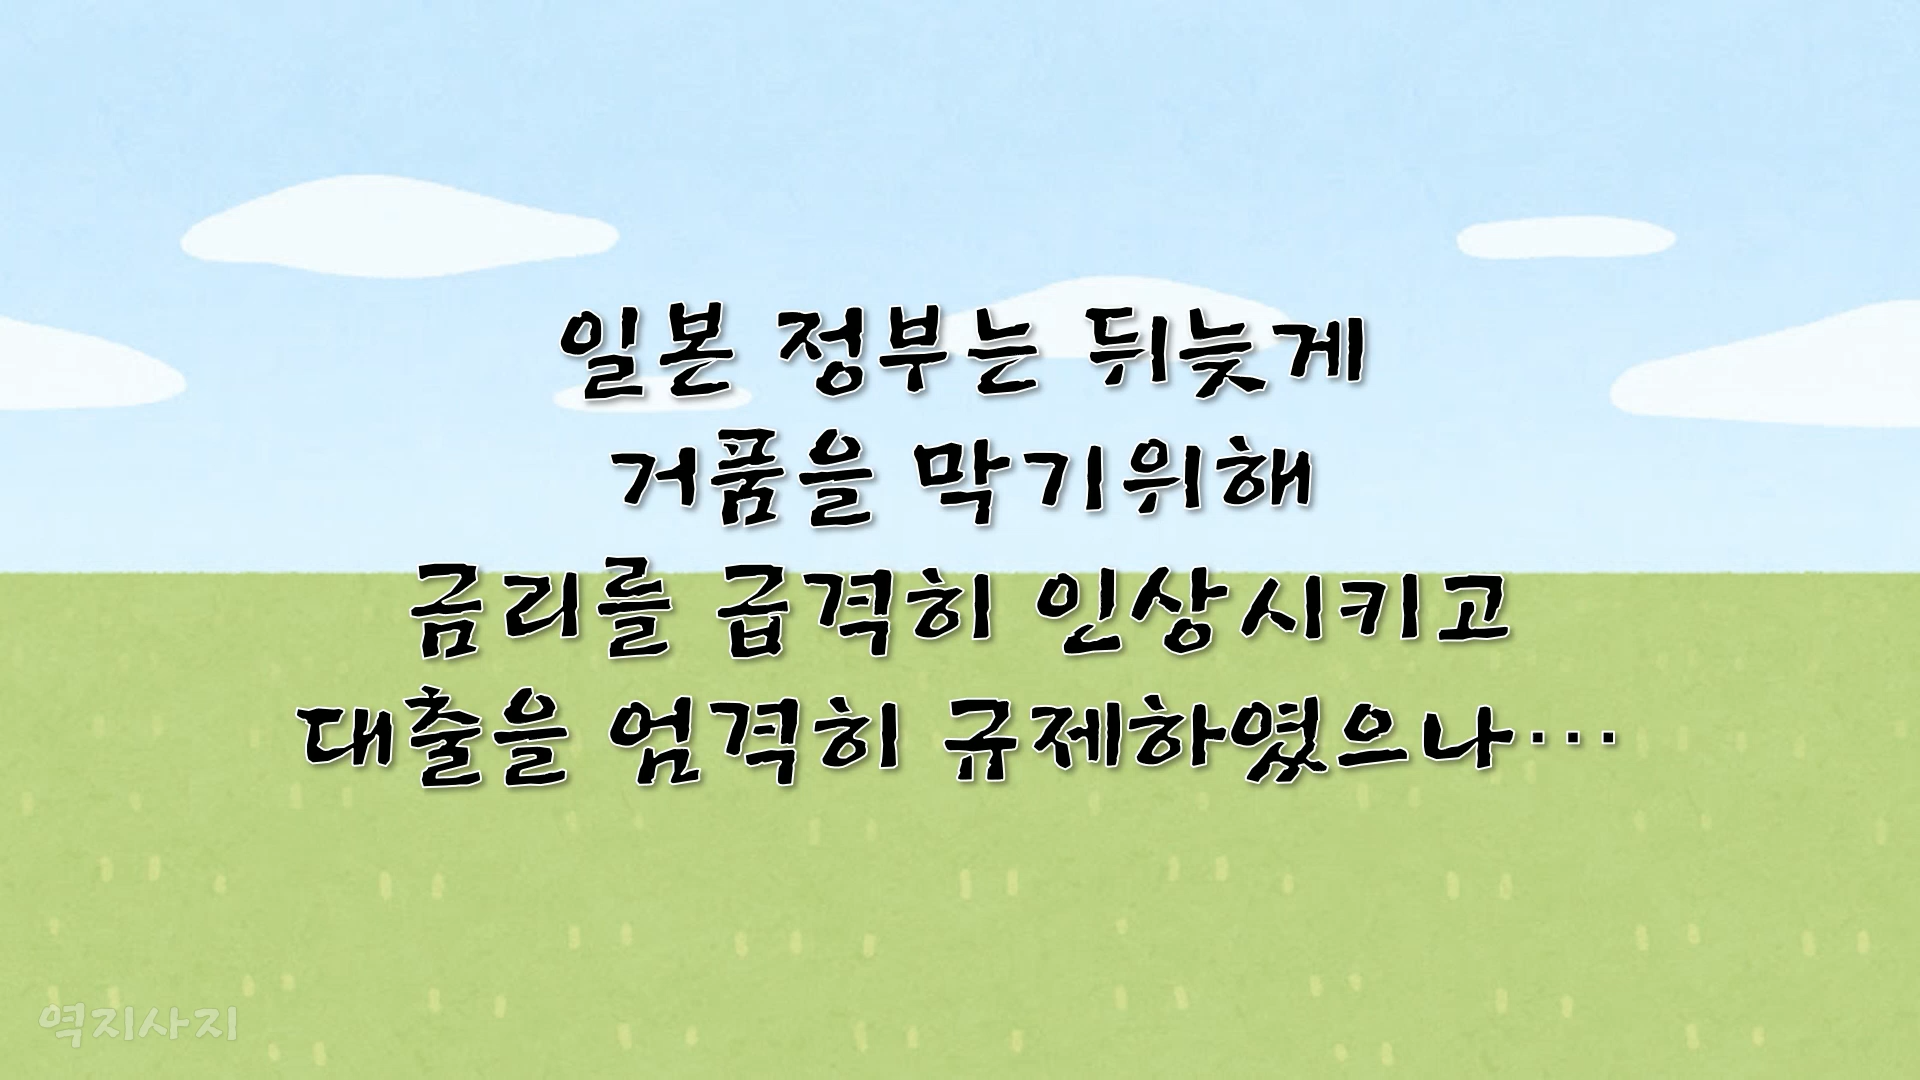 일본 정부는 뒤늦게
거품을 막기위해
금리를 급격히 인상시키고
대출을 엄격히 규제하였으나…
역지사지